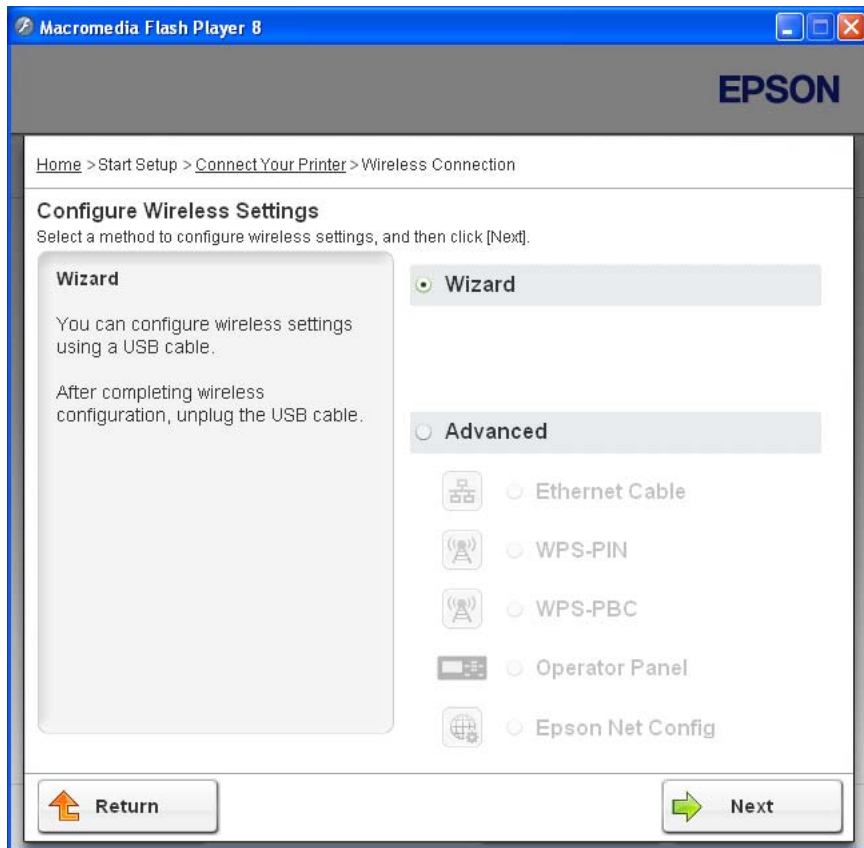 Macromedia Flash Player 8
EPSON
Home > Start Setup > Connect Your Printer > Wireless Connection
Configure Wireless Settings
Select a method to configure wireless settings, and then click [Next].
Wizard
You can configure wireless settings
using a USB cable.
After completing wireless
configuration, unplug the USB cable.
Wizard
Advanced
Ethernet Cable
WPS-PIN
WPS-PBC
Operator Panel
Epson Net Config
Return
Next